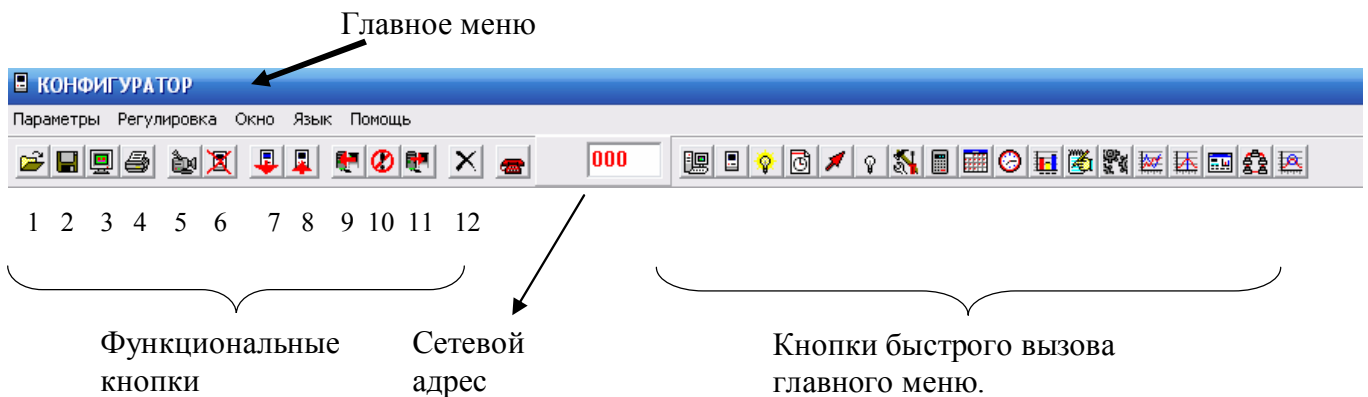 Главное меню
КОНФИГУРАТОР
Параметры Регулировка Окно Язык Помощь
000
1 2 3 4 5 6 7 8 9 10 11 12
Функциональные
кнопки
Сетевой
адрес
Кнопки быстрого вызова
главного меню.